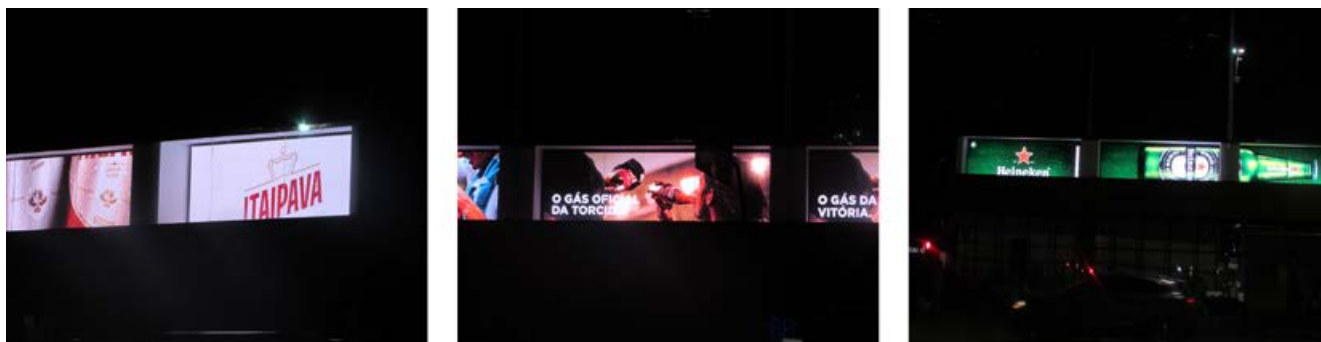 ITAIPAVA
O GÁS OFICIAL
DA TORCIDA
O GÁS DA
VITÓRIA.
Heineken